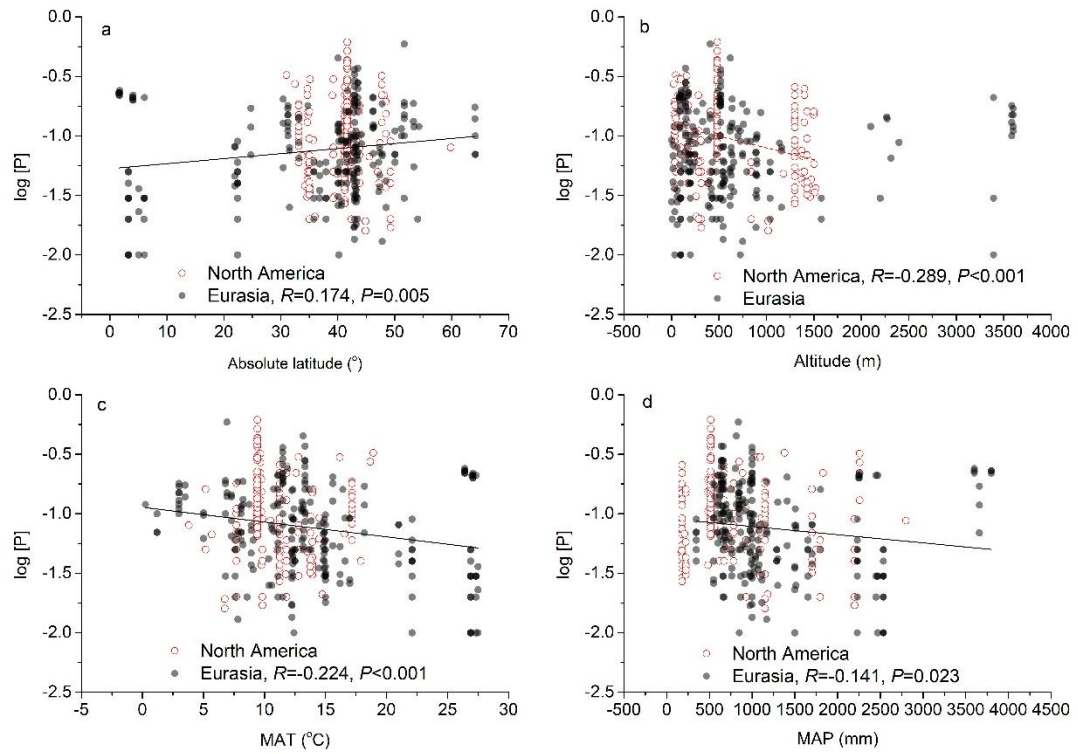 a
0.0
-0.5
-1.0
-1.5
-2.0
-2.5
log [P]
North America
Eurasia, R=0.174, P=0.005
0 10 20 30 40 50 60 70
Absolute latitude (°)
b
0.0
-0.5
-1.0
-1.5
-2.0
-2.5
log [P]
North America, R=-0.289, P<0.001
Eurasia
-500 0 500 1000 1500 2000 2500 3000 3500 4000
Altitude (m)
c
0.0
-0.5
-1.0
-1.5
-2.0
-2.5
log [P]
North America
Eurasia, R=-0.224, P<0.001
-5 0 5 10 15 20 25 30
MAT (°C)
d
0.0
-0.5
-1.0
-1.5
-2.0
-2.5
log [P]
North America
Eurasia, R=-0.141, P=0.023
500 0 500 1000 1500 2000 2500 3000 3500 4000 4500
MAP (mm)